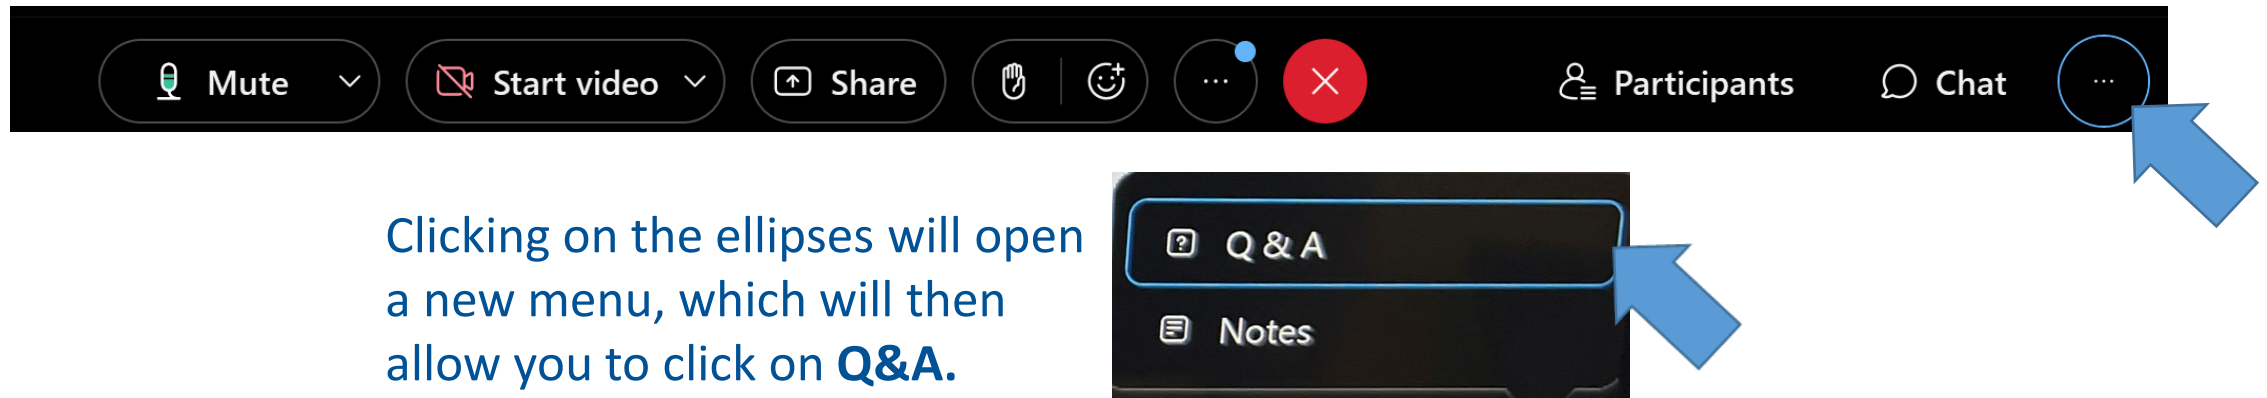 Mute Start video Share Participants Chat
Clicking on the ellipses will open
a new menu, which will then
allow you to click on Q&A.
Q & A
Notes